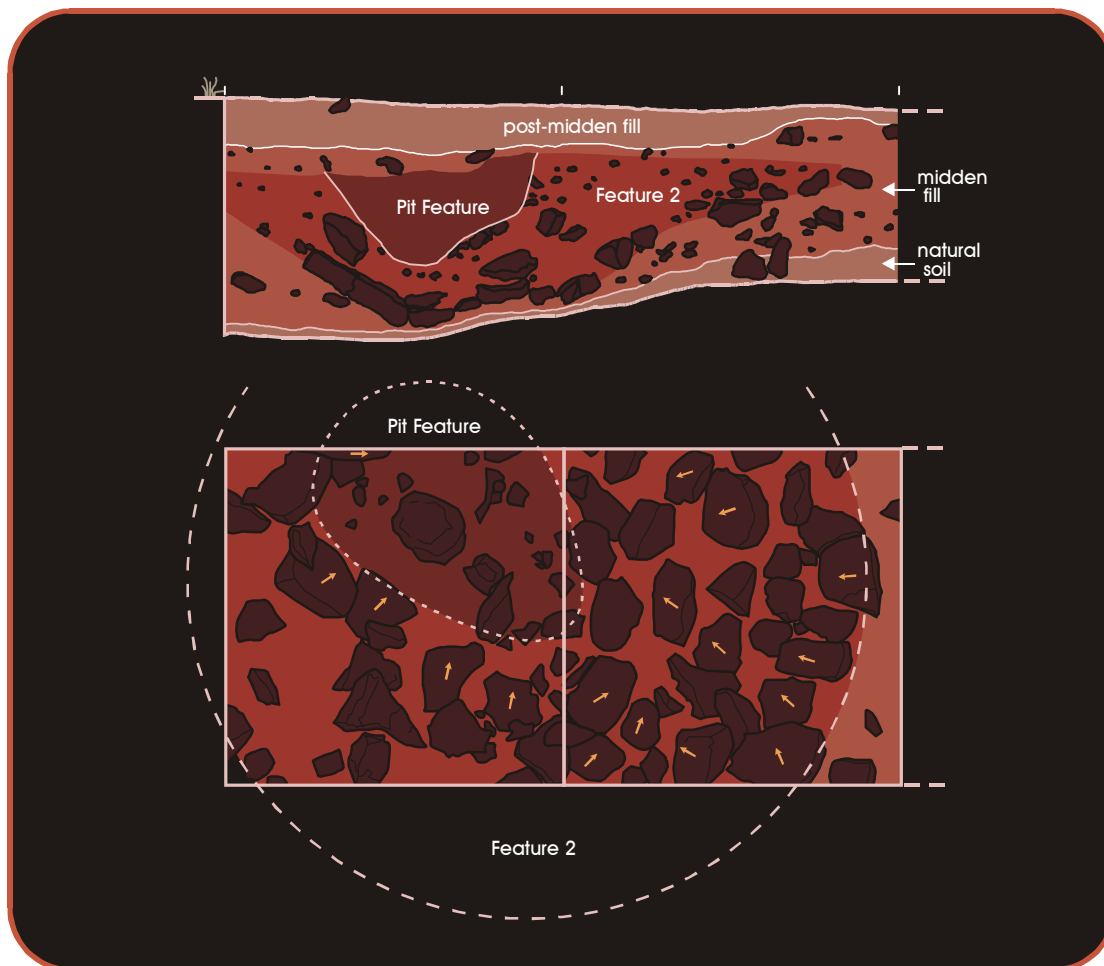 post-midden fill
Pit Feature
Feature 2
midden
fill
natural
soil
Pit Feature
Feature 2